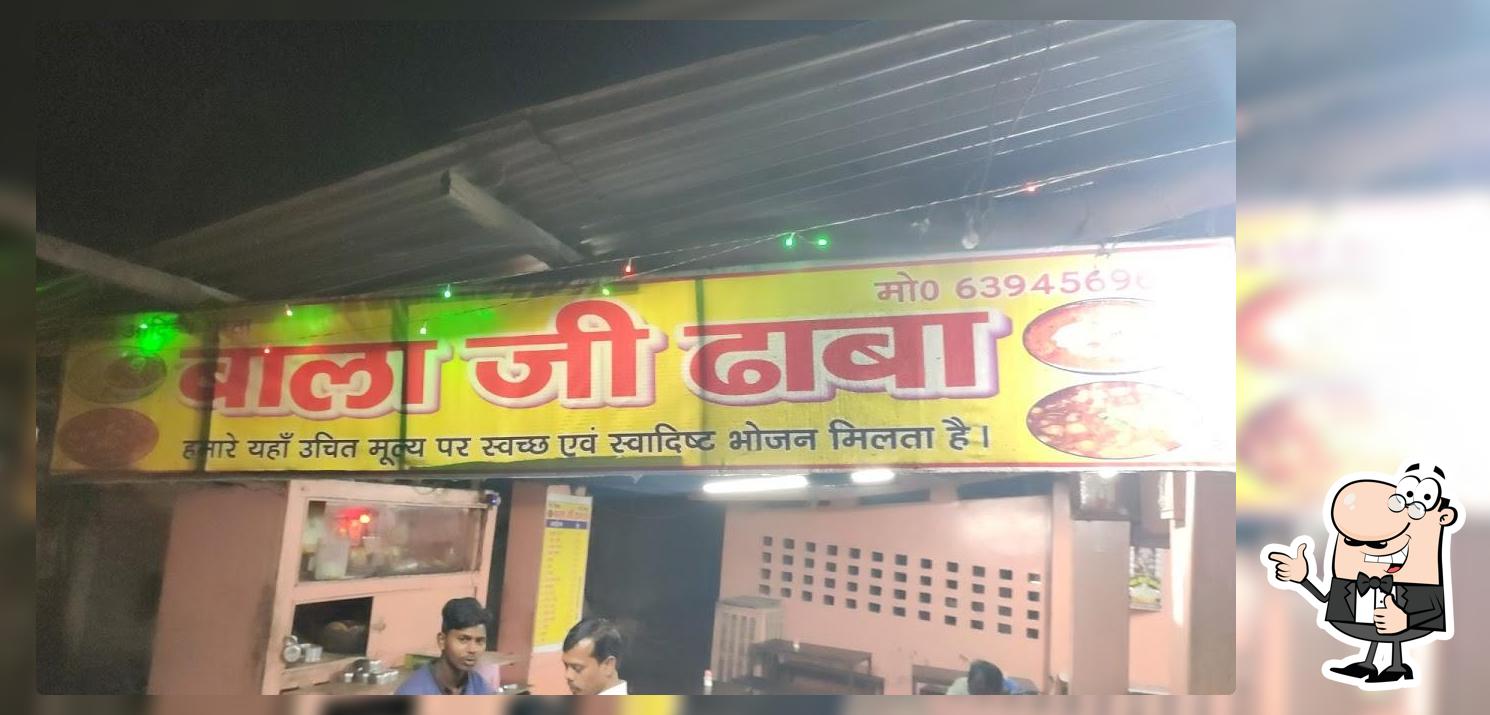 मो0 6394569
बाला जी ढाबा
हमारे यहाँ उचित मूल्य पर स्वच्छ एवं स्वादिष्ट भोजन मिलता है।